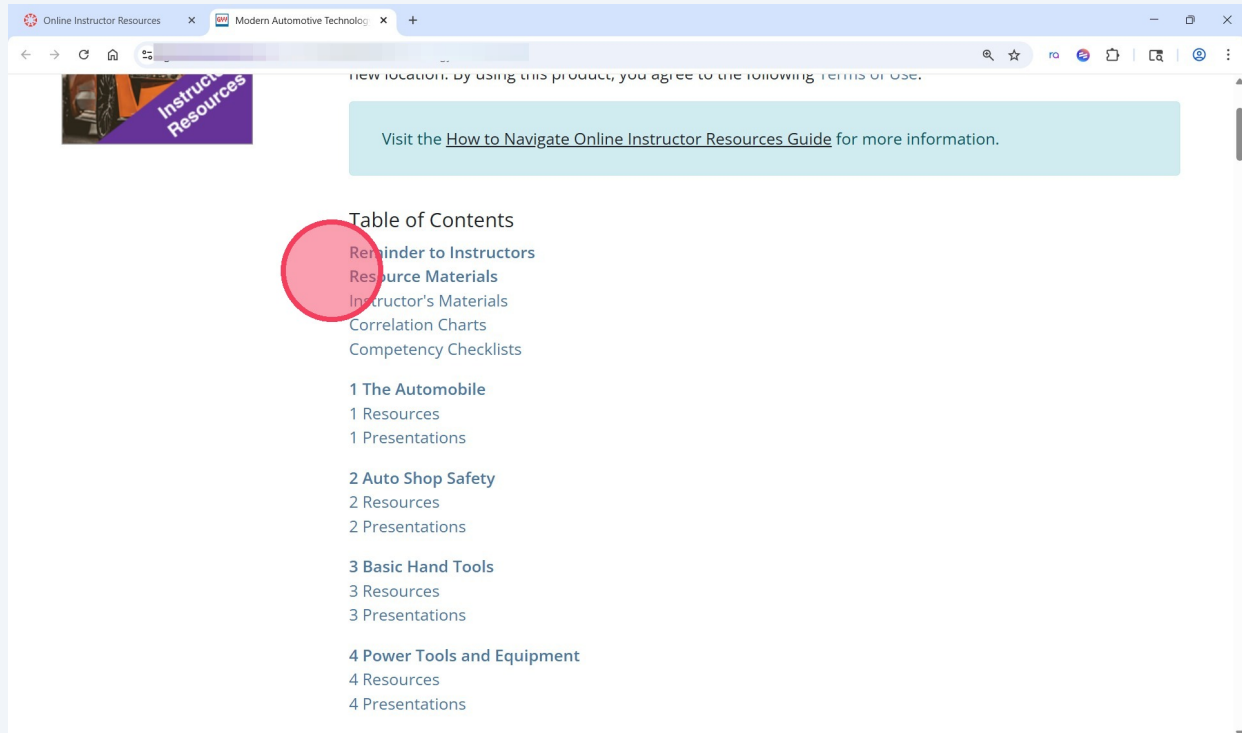 Online Instructor Resources
Modern Automotive Technolog
Instructor
Resources
new location. By using this product, you agree to the following Terms of Use.
Visit the How to Navigate Online Instructor Resources Guide for more information.
Table of Contents
Reminder to Instructors
Resource Materials
Instructor's Materials
Correlation Charts
Competency Checklists
1 The Automobile
1 Resources
1 Presentations
2 Auto Shop Safety
2 Resources
2 Presentations
3 Basic Hand Tools
3 Resources
3 Presentations
4 Power Tools and Equipment
4 Resources
4 Presentations